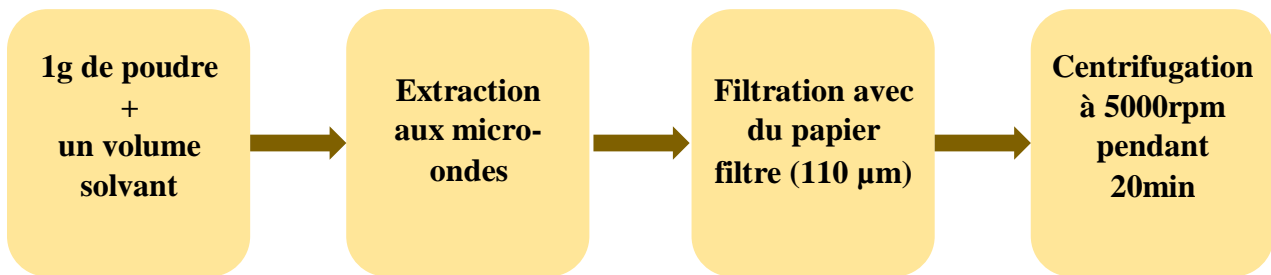 1g de poudre
+
un volume
solvant
Extraction
aux micro-
ondes
Filtration avec
du papier
filtre (110 µm)
Centrifugation
à 5000rpm
pendant
20min